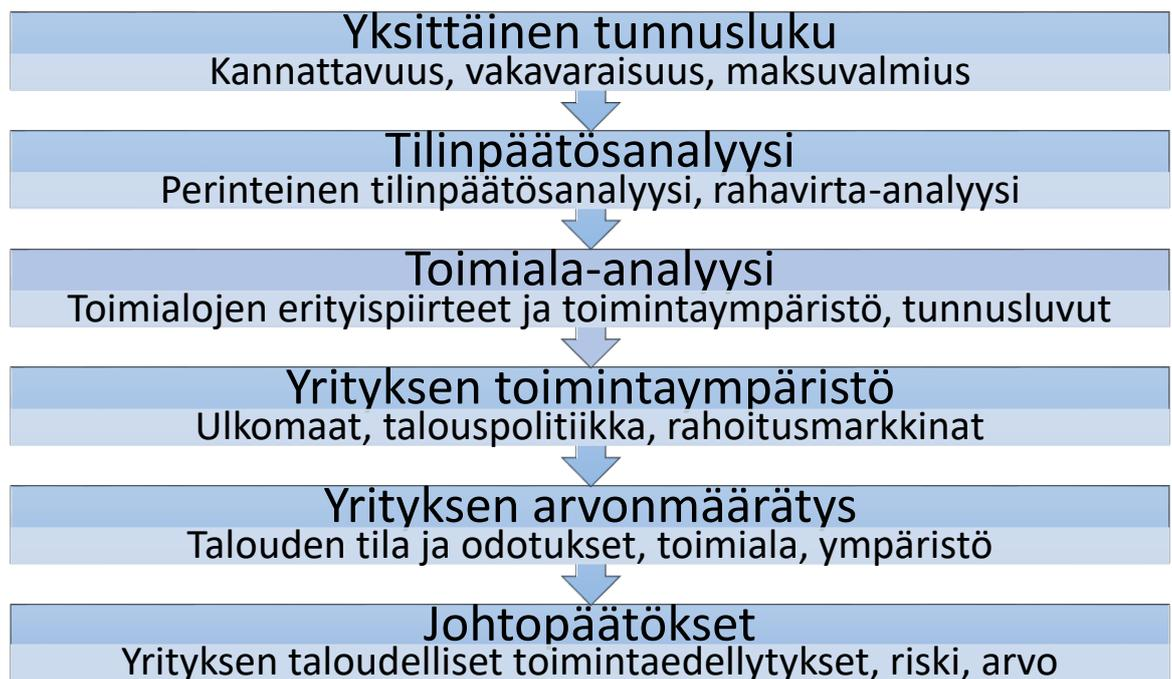 Yksittäinen tunnusluku
Kannattavuus, vakavaraisuus, maksuvalmius
Tilinpäätösanalyysi
Perinteinen tilinpäätösanalyysi, rahavirta-analyysi
Toimiala-analyysi
Toimialojen erityispiirteet ja toimintaympäristö, tunnusluvut
Yrityksen toimintaympäristö
Ulkomaat, talouspolitiikka, rahoitusmarkkinat
Yrityksen arvonmäärätys
Talouden tila ja odotukset, toimiala, ympäristö
Johtopäätökset
Yrityksen taloudelliset toimintaedellytykset, riski, arvo